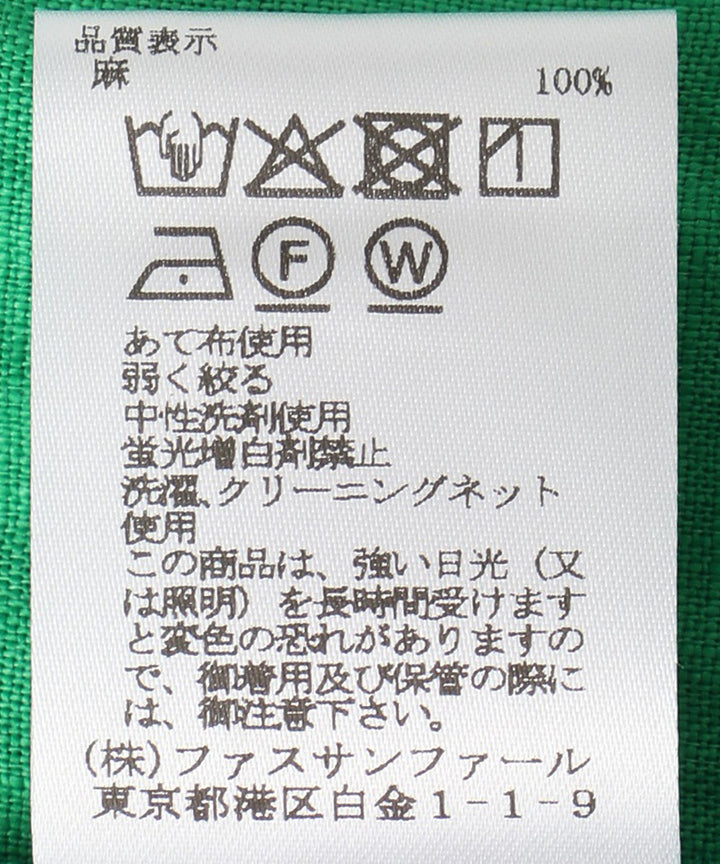 品質表示
麻 100%
F W
あて布使用
弱く絞る
中性洗剤使用
蛍光増白剤禁止
洗濯、クリーニングネット
使用
この商品は、強い日光(又
は照明)を長時間受けます
と変色の恐れがありますの
で、御着用及び保管の際に
は、御注意下さい。
(株)ファスサンファール
東京都港区白金1-1-9